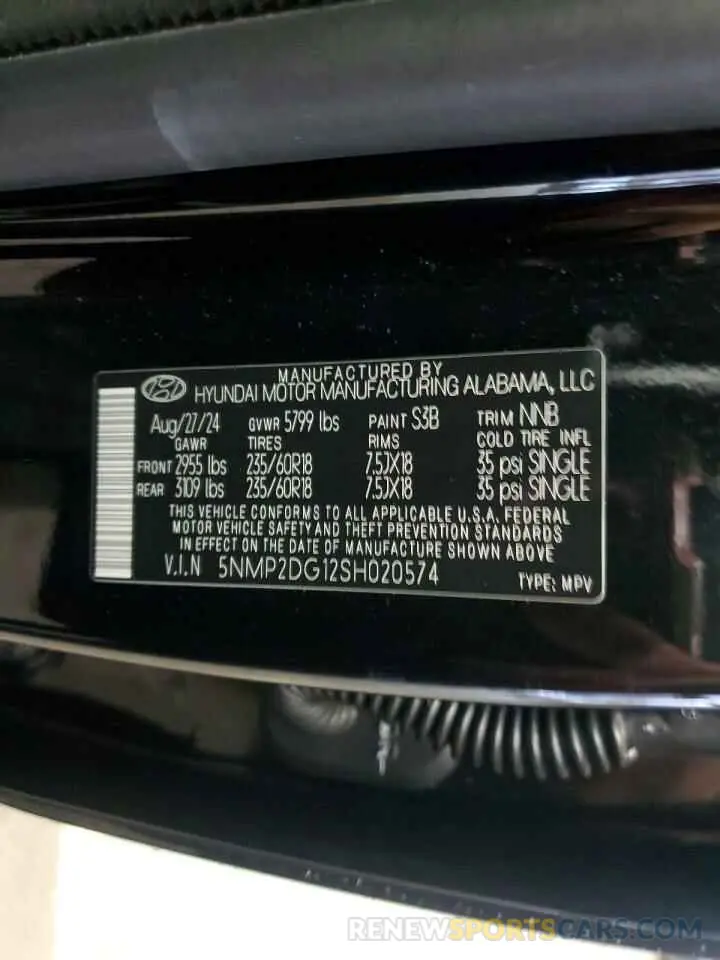 MANUFACTURED BY
HYUNDAI MOTOR MANUFACTURING ALABAMA, LLC
Aug/27/24 GVWR 5799 lbs PAINT S3B TRIM NNB
GAWR TIRES RIMS COLD TIRE INFL
FRONT 2955 lbs 235/60R18 7.5JX18 35 psi SINGLE
REAR 3109 lbs 235/60R18 7.5JX18 35 psi SINGLE
THIS VEHICLE CONFORMS TO ALL APPLICABLE U.S.A. FEDERAL
MOTOR VEHICLE SAFETY AND THEFT PREVENTION STANDARDS
IN EFFECT ON THE DATE OF MANUFACTURE SHOWN ABOVE
V.I.N 5NMP2DG12SH020574 TYPE: MPV
RENEWSPORTSCARS.COM